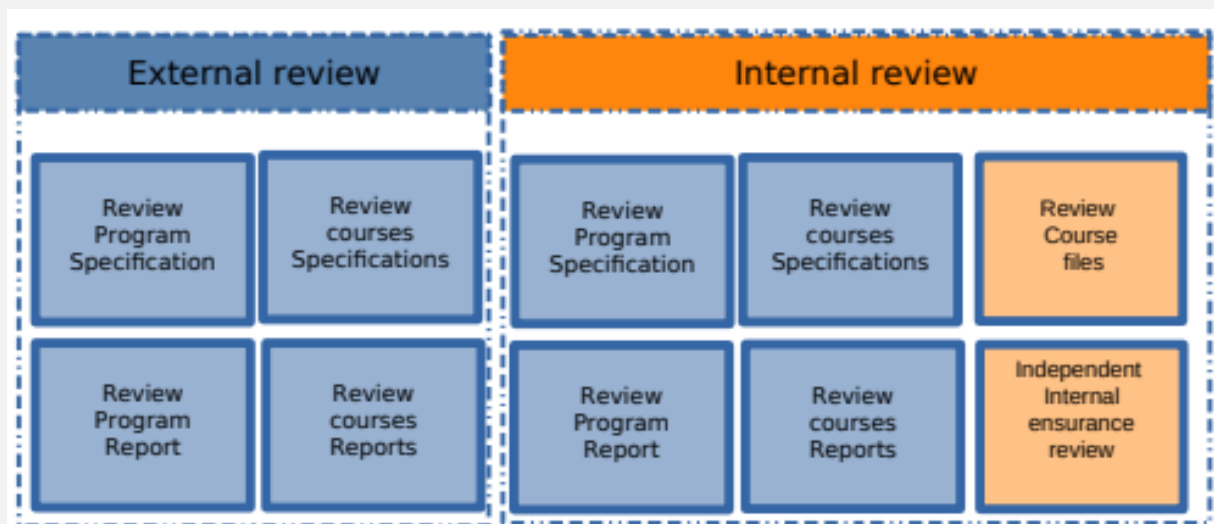 External review
Internal review
Review
Program
Specification
Review
courses
Specifications
Review
Program
Specification
Review
courses
Specifications
Review
Course
files
Review
Program
Report
Review
courses
Reports
Review
Program
Report
Review
courses
Reports
Independent
Internal
ensurance
review